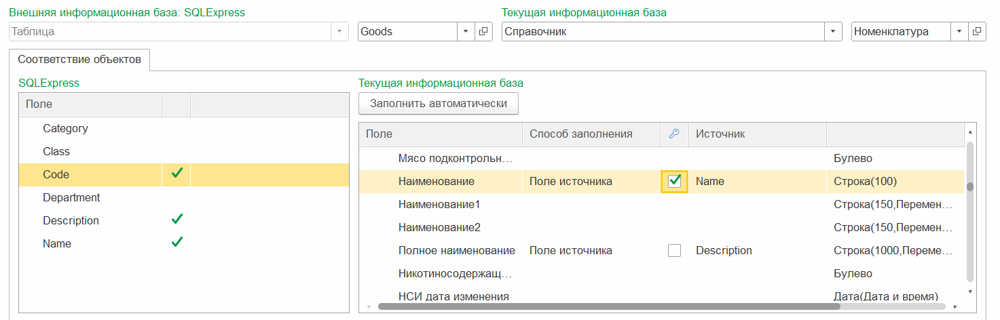 Внешняя информационная база: SQLExpress Текущая информационная база
Таблица Goods Справочник Номенклатура
Соответствие объектов
SQLExpress Текущая информационная база
Заполнить автоматически
Поле
Category
Class
Code
Department
Description
Name
Поле Способ заполнения Источник
Мясо подконтрольн... Булево
Наименование Поле источника Name Строка(100)
Наименование1 Строка(150,Перемен...
Наименование2 Строка(150,Перемен...
Полное наименование Поле источника Description Строка(1000,Переме...
Никотиносодержащ... Булево
НСИ дата изменения Дата(Дата и время)